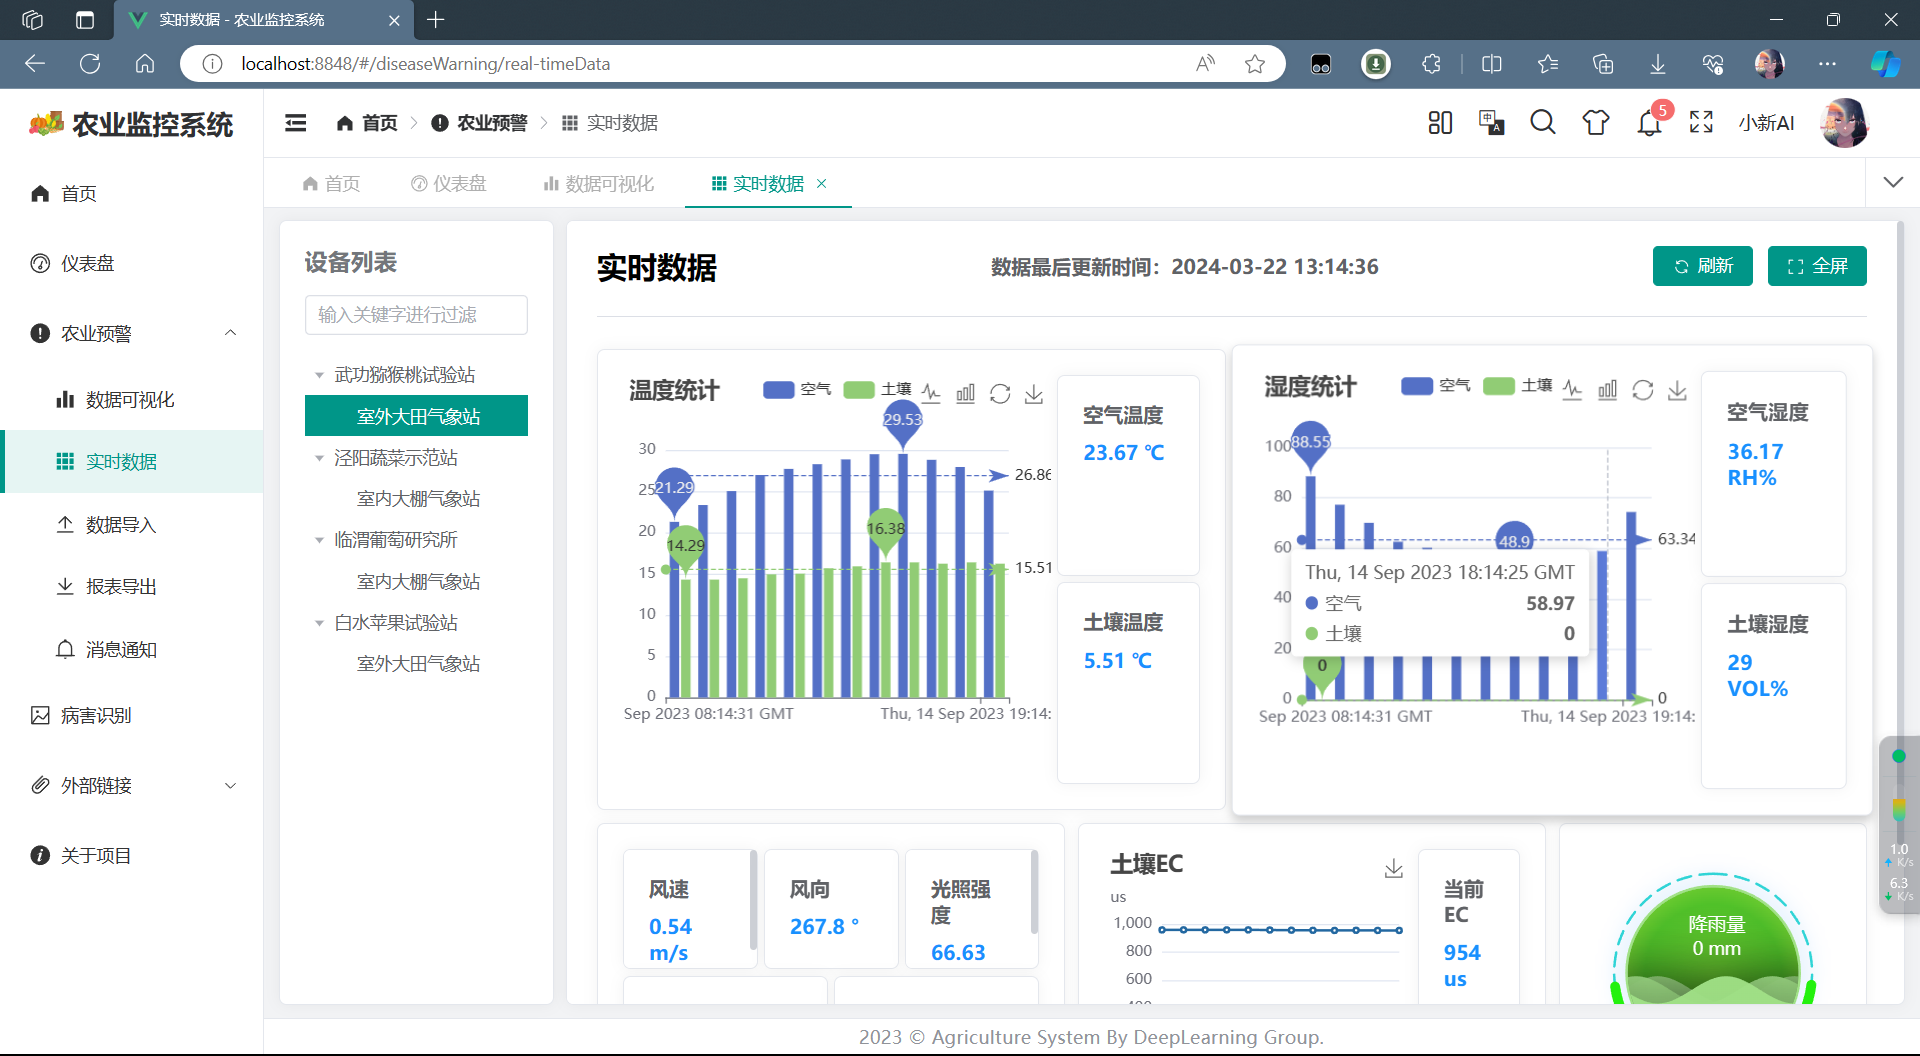 实时数据 - 农业监控系统
localhost:8848/#/diseaseWarning/real-timeData
农业监控系统
首页
农业预警
实时数据
5
小新AI
首页
仪表盘
数据可视化
实时数据
首页
仪表盘
农业预警
数据可视化
实时数据
数据导入
报表导出
消息通知
病害识别
外部链接
关于项目
设备列表
输入关键字进行过滤
武功猕猴桃试验站
室外大田气象站
泾阳蔬菜示范站
室内大棚气象站
临渭葡萄研究所
室内大棚气象站
白水苹果试验站
室外大田气象站
实时数据
数据最后更新时间：2024-03-22 13:14:36
刷新
全屏
温度统计
空气
土壤
30
25
20
15
10
5
0
21.29
14.29
29.53
16.38
26.86
15.51
Sep 2023 08:14:31 GMT
Thu, 14 Sep 2023 19:14:
空气温度
23.67 ℃
土壤温度
5.51 ℃
湿度统计
空气
土壤
100
80
60
40
20
0
88.55
48.9
63.34
0
0
Thu, 14 Sep 2023 18:14:25 GMT
空气 58.97
土壤 0
Sep 2023 08:14:31 GMT
Thu, 14 Sep 2023 19:14:
空气湿度
36.17
RH%
土壤湿度
29
VOL%
风速
0.54
m/s
风向
267.8 °
光照强
度
66.63
土壤EC
us
1,000
800
600
当前
EC
954
us
降雨量
0 mm
1.0
K/s
6.3
K/s
2023 © Agriculture System By DeepLearning Group.